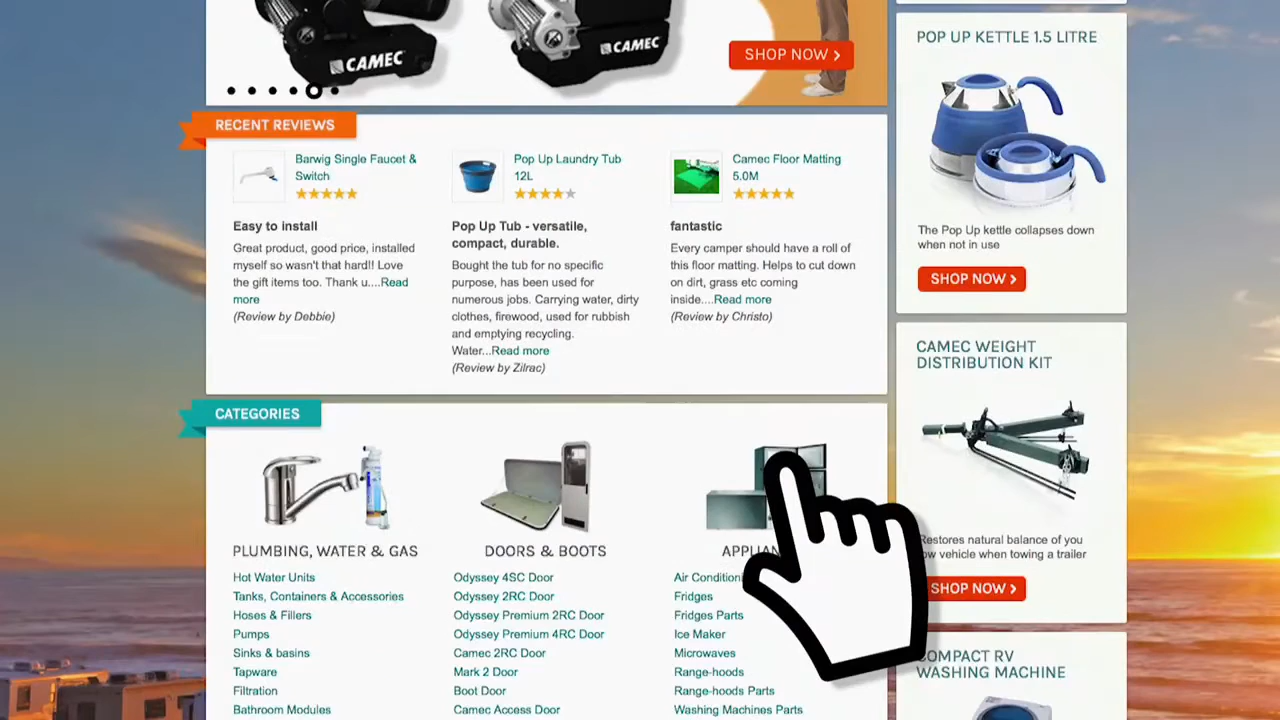 CAMEC
CAMEC
SHOP NOW >
RECENT REVIEWS
Barwig Single Faucet &
Switch
Easy to install
Great product, good price, installed
myself so wasn't that hard!! Love
the gift items too. Thank u....Read
more
(Review by Debbie)
Pop Up Laundry Tub
12L
Pop Up Tub - versatile,
compact, durable.
Bought the tub for no specific
purpose, has been used for
numerous jobs. Carrying water, dirty
clothes, firewood, used for rubbish
and emptying recycling.
Water...Read more
(Review by Zilrac)
Camec Floor Matting
5.0M
fantastic
Every camper should have a roll of
this floor matting. Helps to cut down
on dirt, grass etc coming
inside....Read more
(Review by Christo)
CATEGORIES
PLUMBING, WATER & GAS
Hot Water Units
Tanks, Containers & Accessories
Hoses & Fillers
Pumps
Sinks & basins
Tapware
Filtration
Bathroom Modules
DOORS & BOOTS
Odyssey 4SC Door
Odyssey 2RC Door
Odyssey Premium 2RC Door
Odyssey Premium 4RC Door
Camec 2RC Door
Mark 2 Door
Boot Door
Camec Access Door
APPLIAN
Air Condition
Fridges
Fridges Parts
Ice Maker
Microwaves
Range-hoods
Range-hoods Parts
Washing Machines Parts
POP UP KETTLE 1.5 LITRE
The Pop Up kettle collapses down
when not in use
SHOP NOW >
CAMEC WEIGHT
DISTRIBUTION KIT
Restores natural balance of you
ow vehicle when towing a trailer
SHOP NOW >
COMPACT RV
WASHING MACHINE